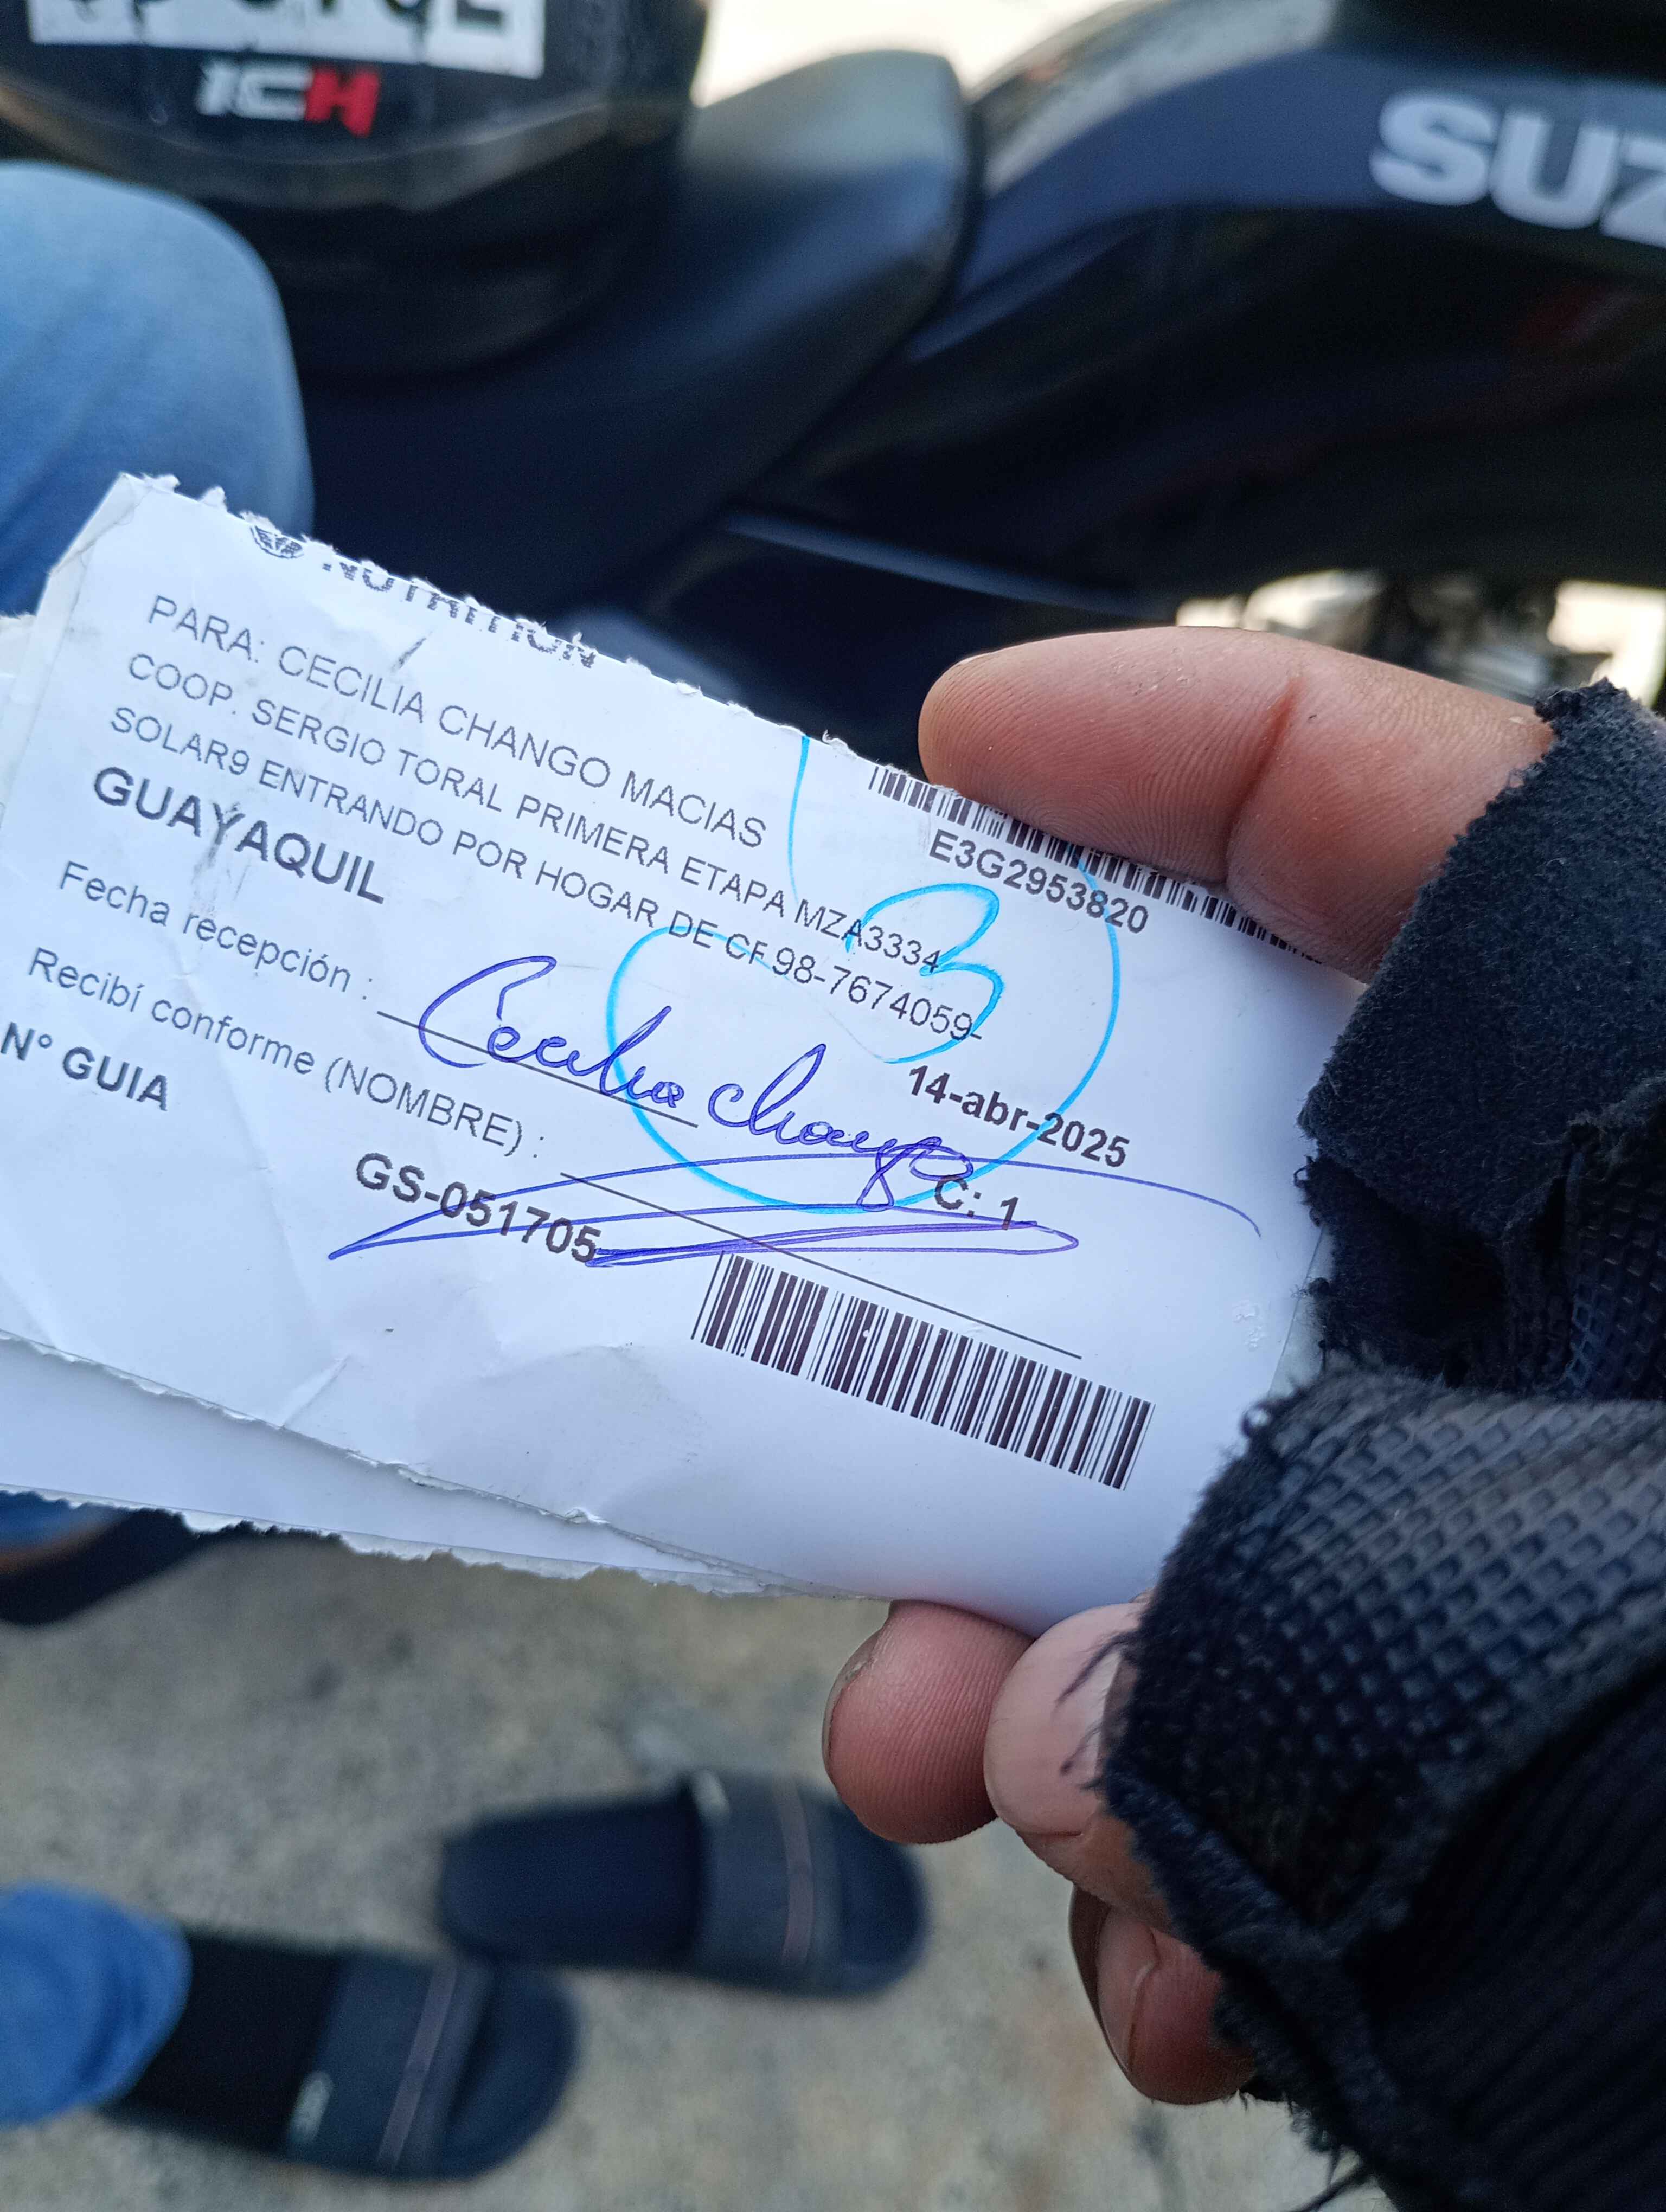 ICH
SUZ
NUTRITION
PARA: CECILIA CHANGO MACIAS
E3G2953820
COOP. SERGIO TORAL PRIMERA ETAPA MZA3334
SOLAR9 ENTRANDO POR HOGAR DE CF 98-7674059-
3
GUAYAQUIL
14-abr-2025
Fecha recepción :
Cecilia Chango
Recibí conforme (NOMBRE) :
C: 1
N° GUIA
GS-051705